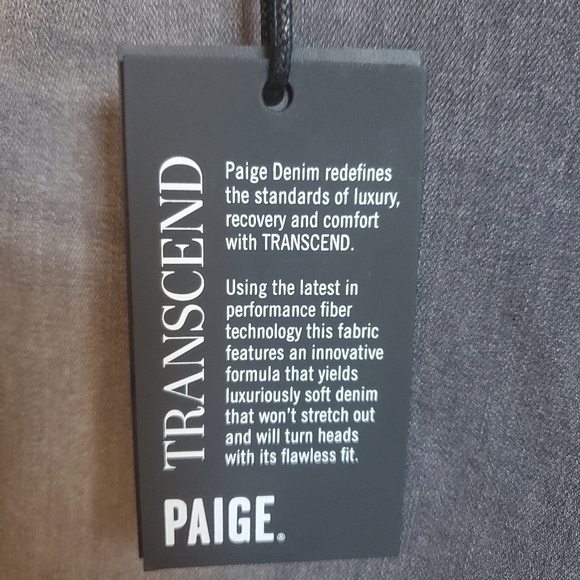 TRANSCEND
Paige Denim redefines
the standards of luxury,
recovery and comfort
with TRANSCEND.
Using the latest in
performance fiber
technology this fabric
features an innovative
formula that yields
luxuriously soft denim
that won't stretch out
and will turn heads
with its flawless fit.
PAIGE®